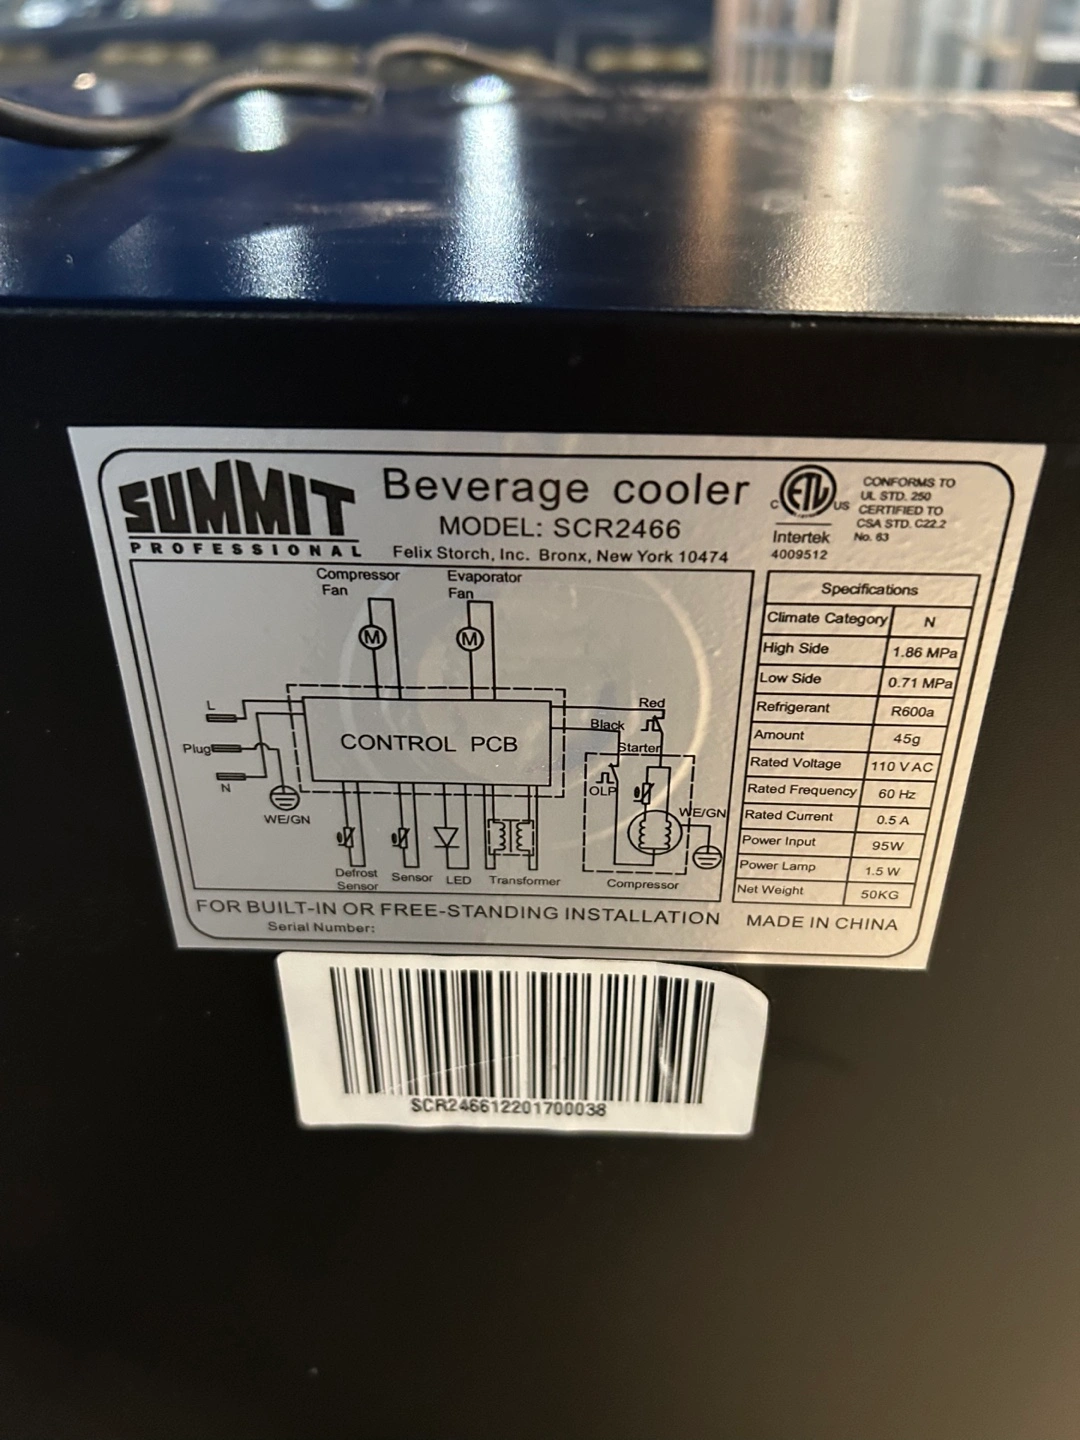 SUMMIT
PROFESSIONAL
Beverage cooler
MODEL: SCR2466
Felix Storch, Inc. Bronx, New York 10474
C ETL US
Intertek
4009512
CONFORMS TO
UL STD. 250
CERTIFIED TO
CSA STD. C22.2
No. 63
Compressor
Fan
Evaporator
Fan
M
M
L
Plug
N
WE/GN
CONTROL PCB
Red
Black
Starter
OLP
WE/GN
Defrost
Sensor
Sensor
LED
Transformer
Compressor
Specifications
Climate Category N
High Side 1.86 MPa
Low Side 0.71 MPa
Refrigerant R600a
Amount 45g
Rated Voltage 110 V AC
Rated Frequency 60 Hz
Rated Current 0.5 A
Power Input 95W
Power Lamp 1.5 W
Net Weight 50KG
FOR BUILT-IN OR FREE-STANDING INSTALLATION
MADE IN CHINA
Serial Number:
SCR246612201700038